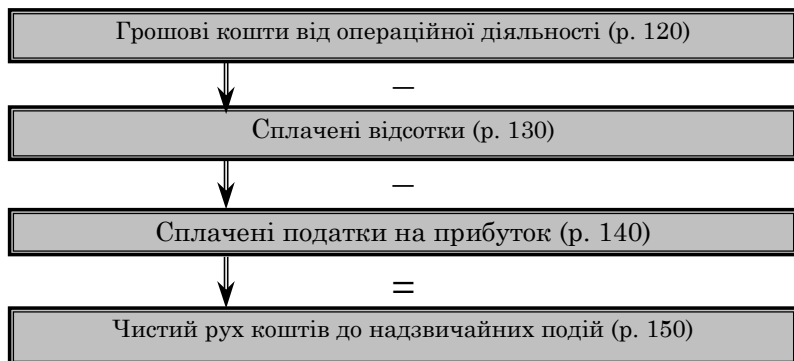 Грошові кошти від операційної діяльності (р. 120)
–
Сплачені відсотки (р. 130)
–
Сплачені податки на прибуток (р. 140)
=
Чистий рух коштів до надзвичайних подій (р. 150)